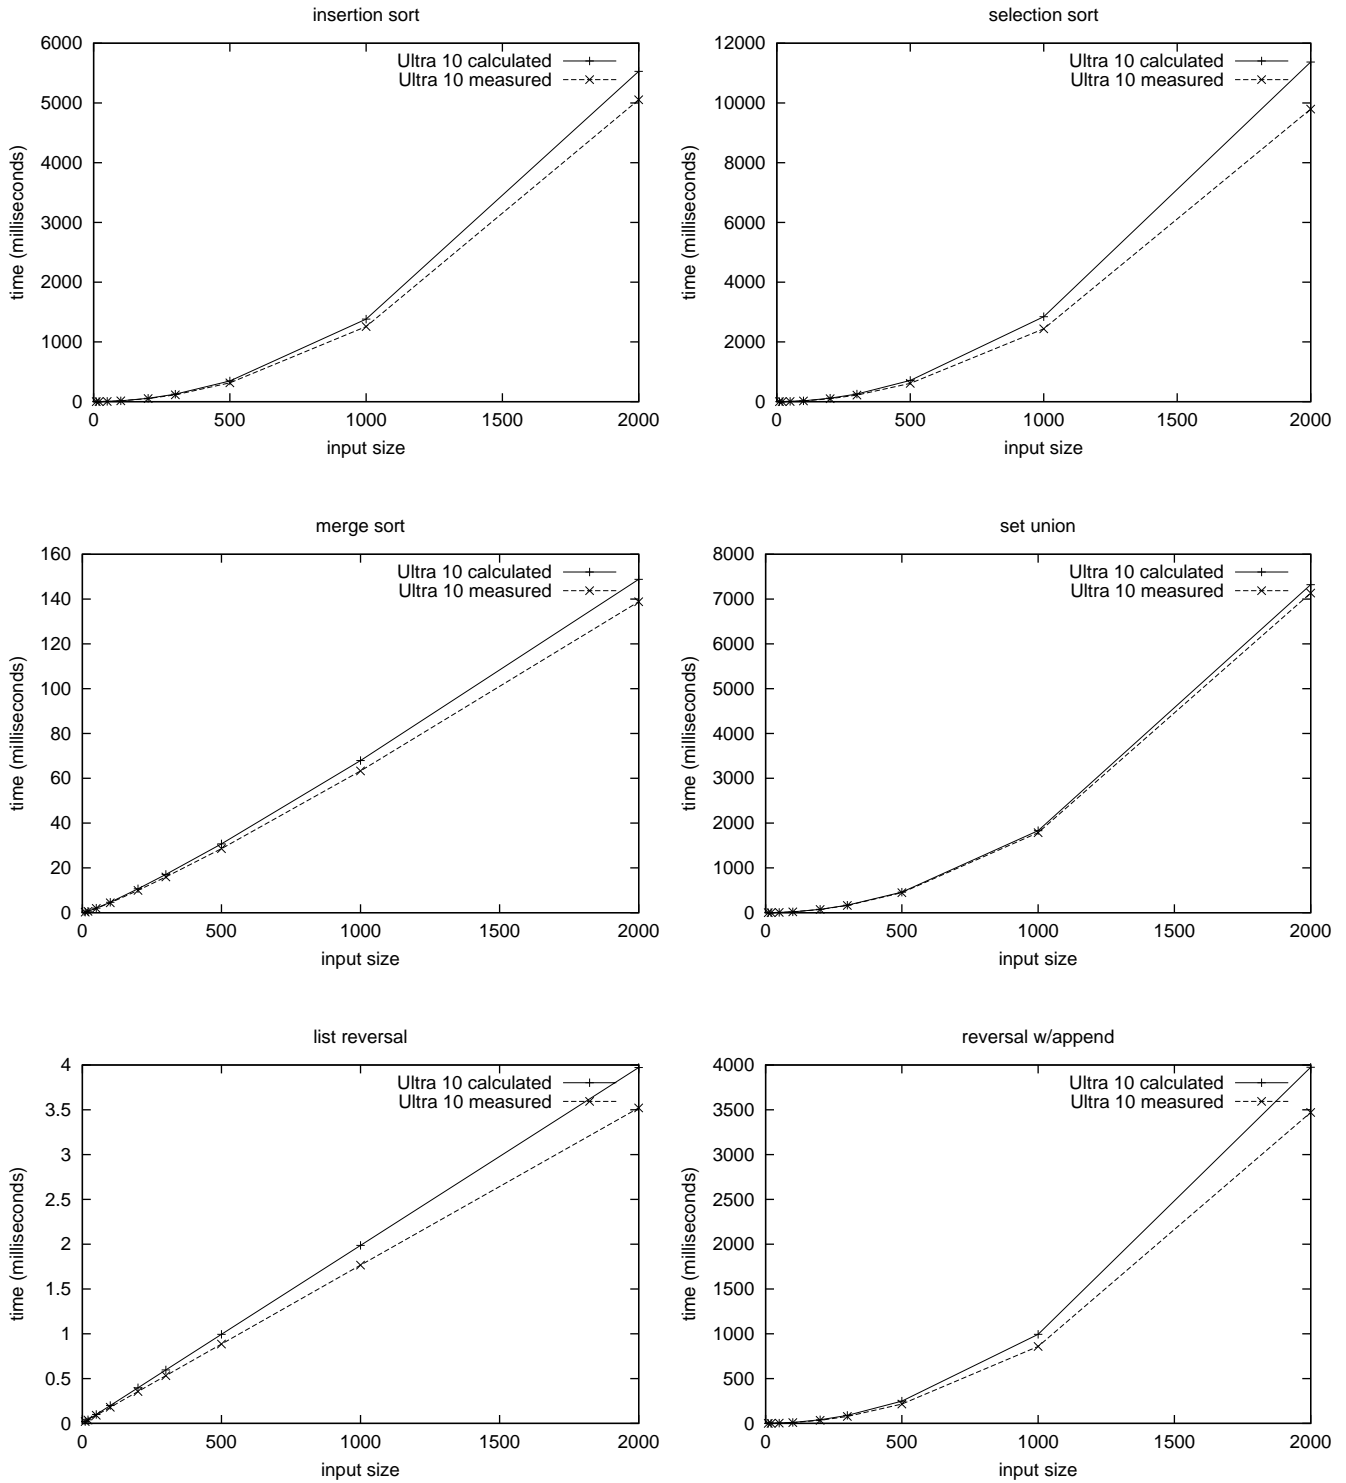 insertion sort
6000
5000
4000
3000
2000
1000
0
0
500
1000
1500
2000
time (milliseconds)
input size
Ultra 10 calculated
Ultra 10 measured
selection sort
12000
10000
8000
6000
4000
2000
0
0
500
1000
1500
2000
time (milliseconds)
input size
Ultra 10 calculated
Ultra 10 measured
merge sort
160
140
120
100
80
60
40
20
0
0
500
1000
1500
2000
time (milliseconds)
input size
Ultra 10 calculated
Ultra 10 measured
set union
8000
7000
6000
5000
4000
3000
2000
1000
0
0
500
1000
1500
2000
time (milliseconds)
input size
Ultra 10 calculated
Ultra 10 measured
list reversal
4
3.5
3
2.5
2
1.5
1
0.5
0
0
500
1000
1500
2000
time (milliseconds)
input size
Ultra 10 calculated
Ultra 10 measured
reversal w/append
4000
3500
3000
2500
2000
1500
1000
500
0
0
500
1000
1500
2000
time (milliseconds)
input size
Ultra 10 calculated
Ultra 10 measured